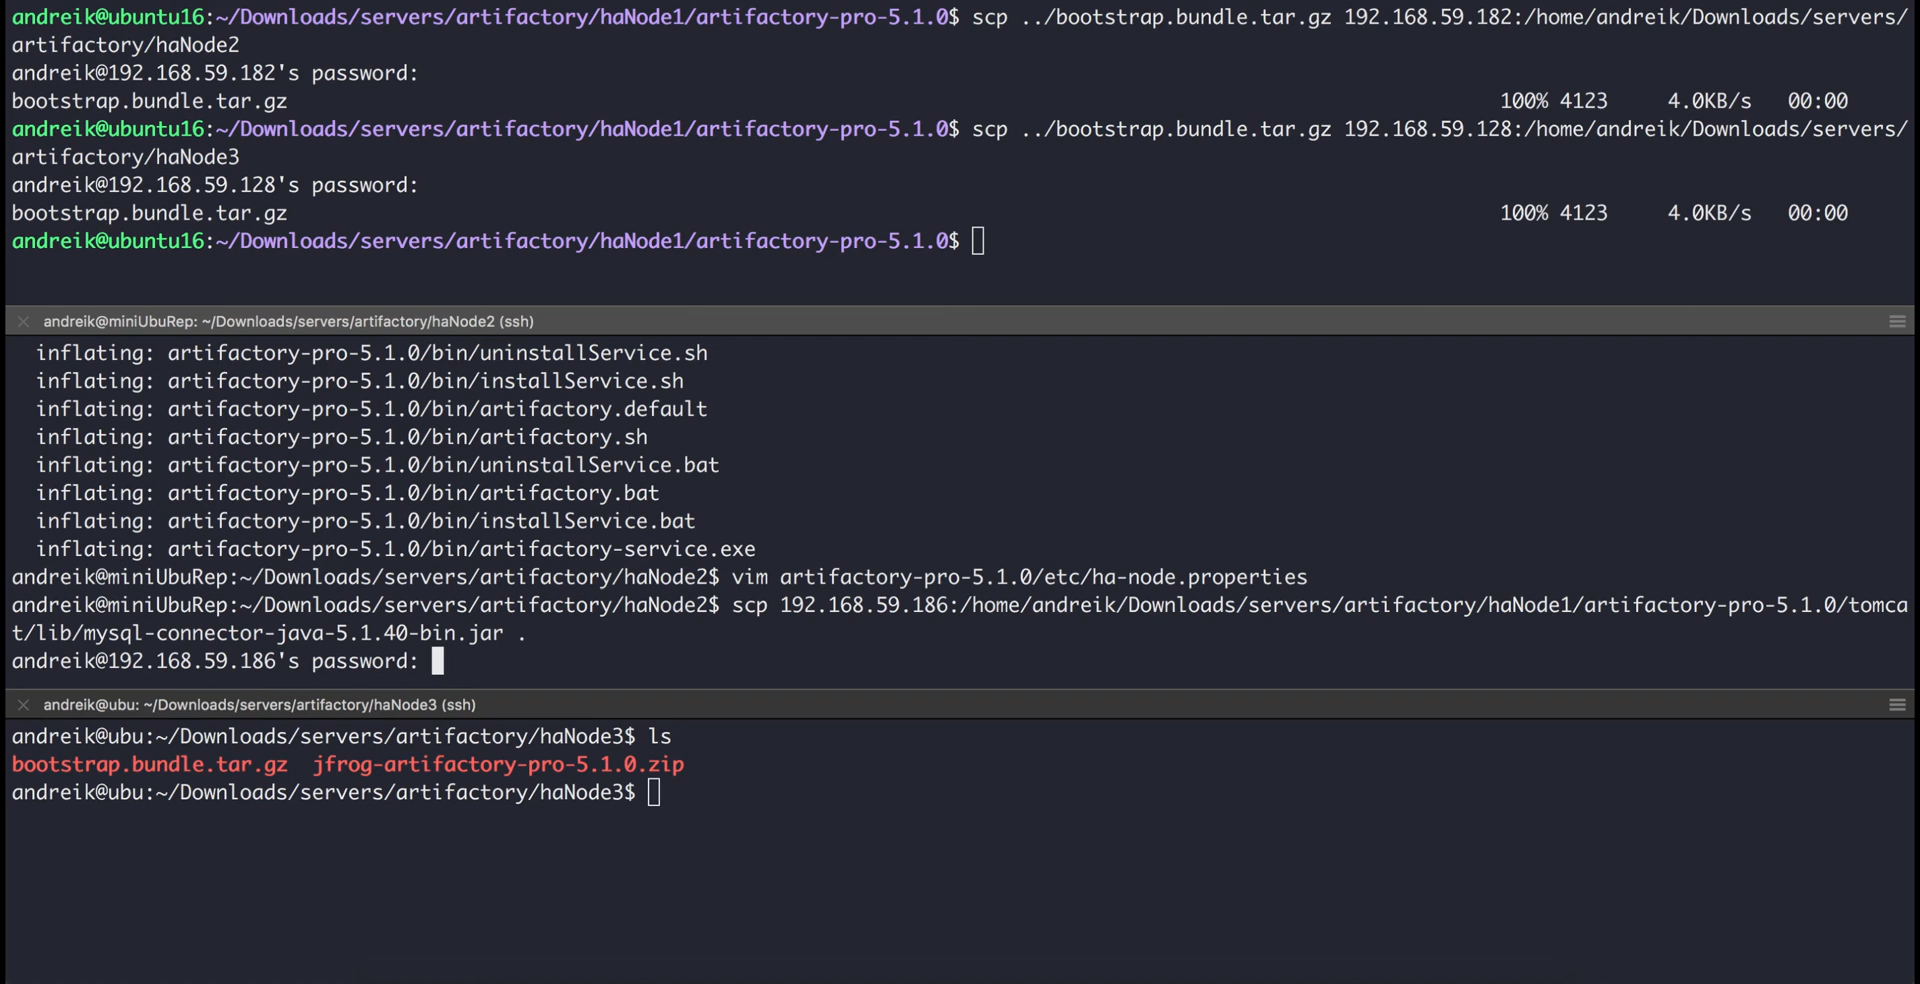 andreik@ubuntu16:~/Downloads/servers/artifactory/haNode1/artifactory-pro-5.1.0$ scp ../bootstrap.bundle.tar.gz 192.168.59.182:/home/andreik/Downloads/servers/
artifactory/haNode2
andreik@192.168.59.182's password:
bootstrap.bundle.tar.gz 100% 4123 4.0KB/s 00:00
andreik@ubuntu16:~/Downloads/servers/artifactory/haNode1/artifactory-pro-5.1.0$ scp ../bootstrap.bundle.tar.gz 192.168.59.128:/home/andreik/Downloads/servers/
artifactory/haNode3
andreik@192.168.59.128's password:
bootstrap.bundle.tar.gz 100% 4123 4.0KB/s 00:00
andreik@ubuntu16:~/Downloads/servers/artifactory/haNode1/artifactory-pro-5.1.0$
andreik@miniUbuRep: ~/Downloads/servers/artifactory/haNode2 (ssh)
inflating: artifactory-pro-5.1.0/bin/uninstallService.sh
inflating: artifactory-pro-5.1.0/bin/installService.sh
inflating: artifactory-pro-5.1.0/bin/artifactory.default
inflating: artifactory-pro-5.1.0/bin/artifactory.sh
inflating: artifactory-pro-5.1.0/bin/uninstallService.bat
inflating: artifactory-pro-5.1.0/bin/artifactory.bat
inflating: artifactory-pro-5.1.0/bin/installService.bat
inflating: artifactory-pro-5.1.0/bin/artifactory-service.exe
andreik@miniUbuRep:~/Downloads/servers/artifactory/haNode2$ vim artifactory-pro-5.1.0/etc/ha-node.properties
andreik@miniUbuRep:~/Downloads/servers/artifactory/haNode2$ scp 192.168.59.186:/home/andreik/Downloads/servers/artifactory/haNode1/artifactory-pro-5.1.0/tomca
t/lib/mysql-connector-java-5.1.40-bin.jar .
andreik@192.168.59.186's password:
andreik@ubu: ~/Downloads/servers/artifactory/haNode3 (ssh)
andreik@ubu:~/Downloads/servers/artifactory/haNode3$ ls
bootstrap.bundle.tar.gz jfrog-artifactory-pro-5.1.0.zip
andreik@ubu:~/Downloads/servers/artifactory/haNode3$